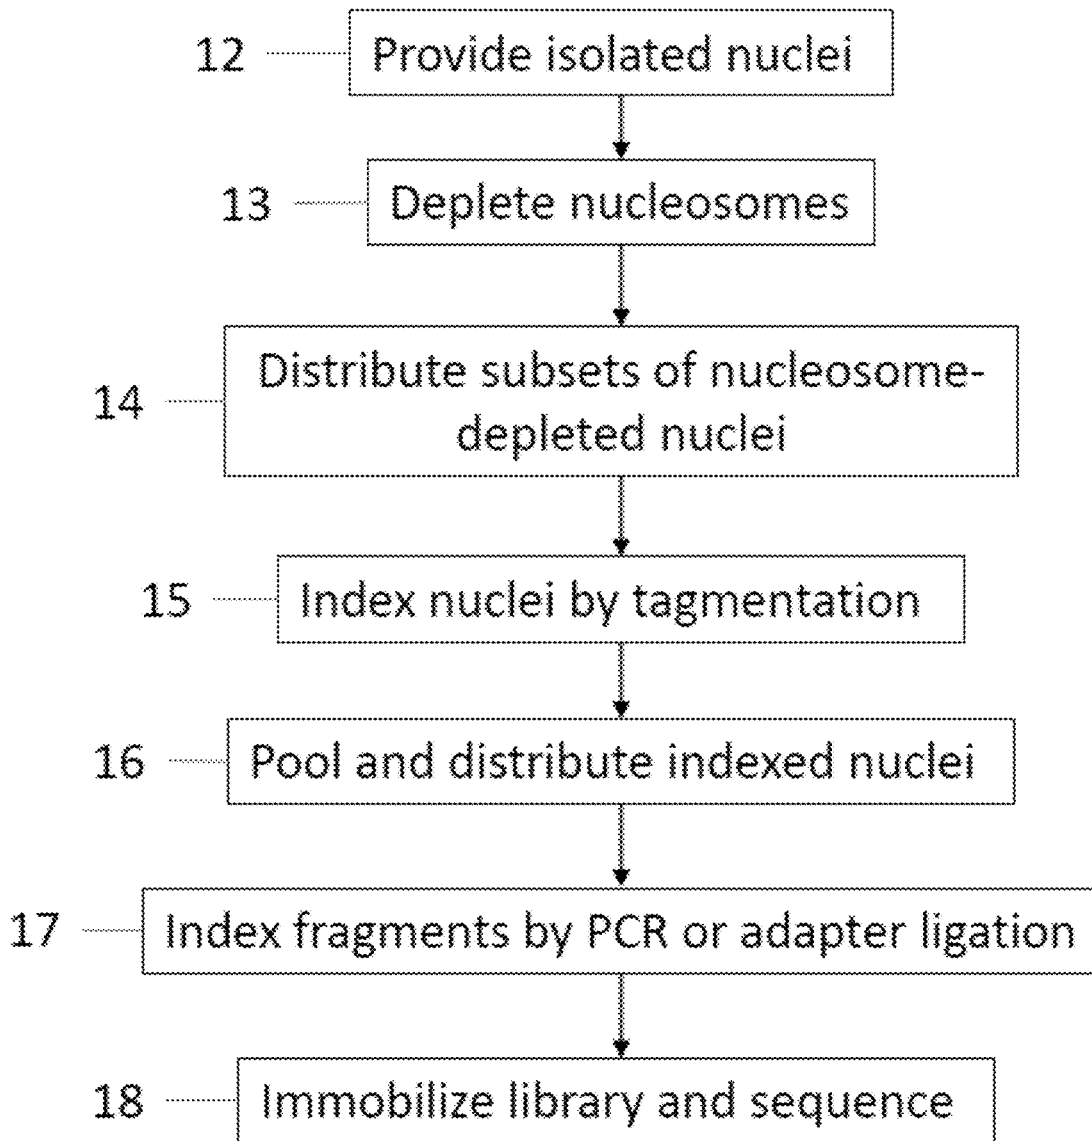 12 Provide isolated nuclei
13 Deplete nucleosomes
14 Distribute subsets of nucleosome-
depleted nuclei
15 Index nuclei by tagmentation
16 Pool and distribute indexed nuclei
17 Index fragments by PCR or adapter ligation
18 Immobilize library and sequence